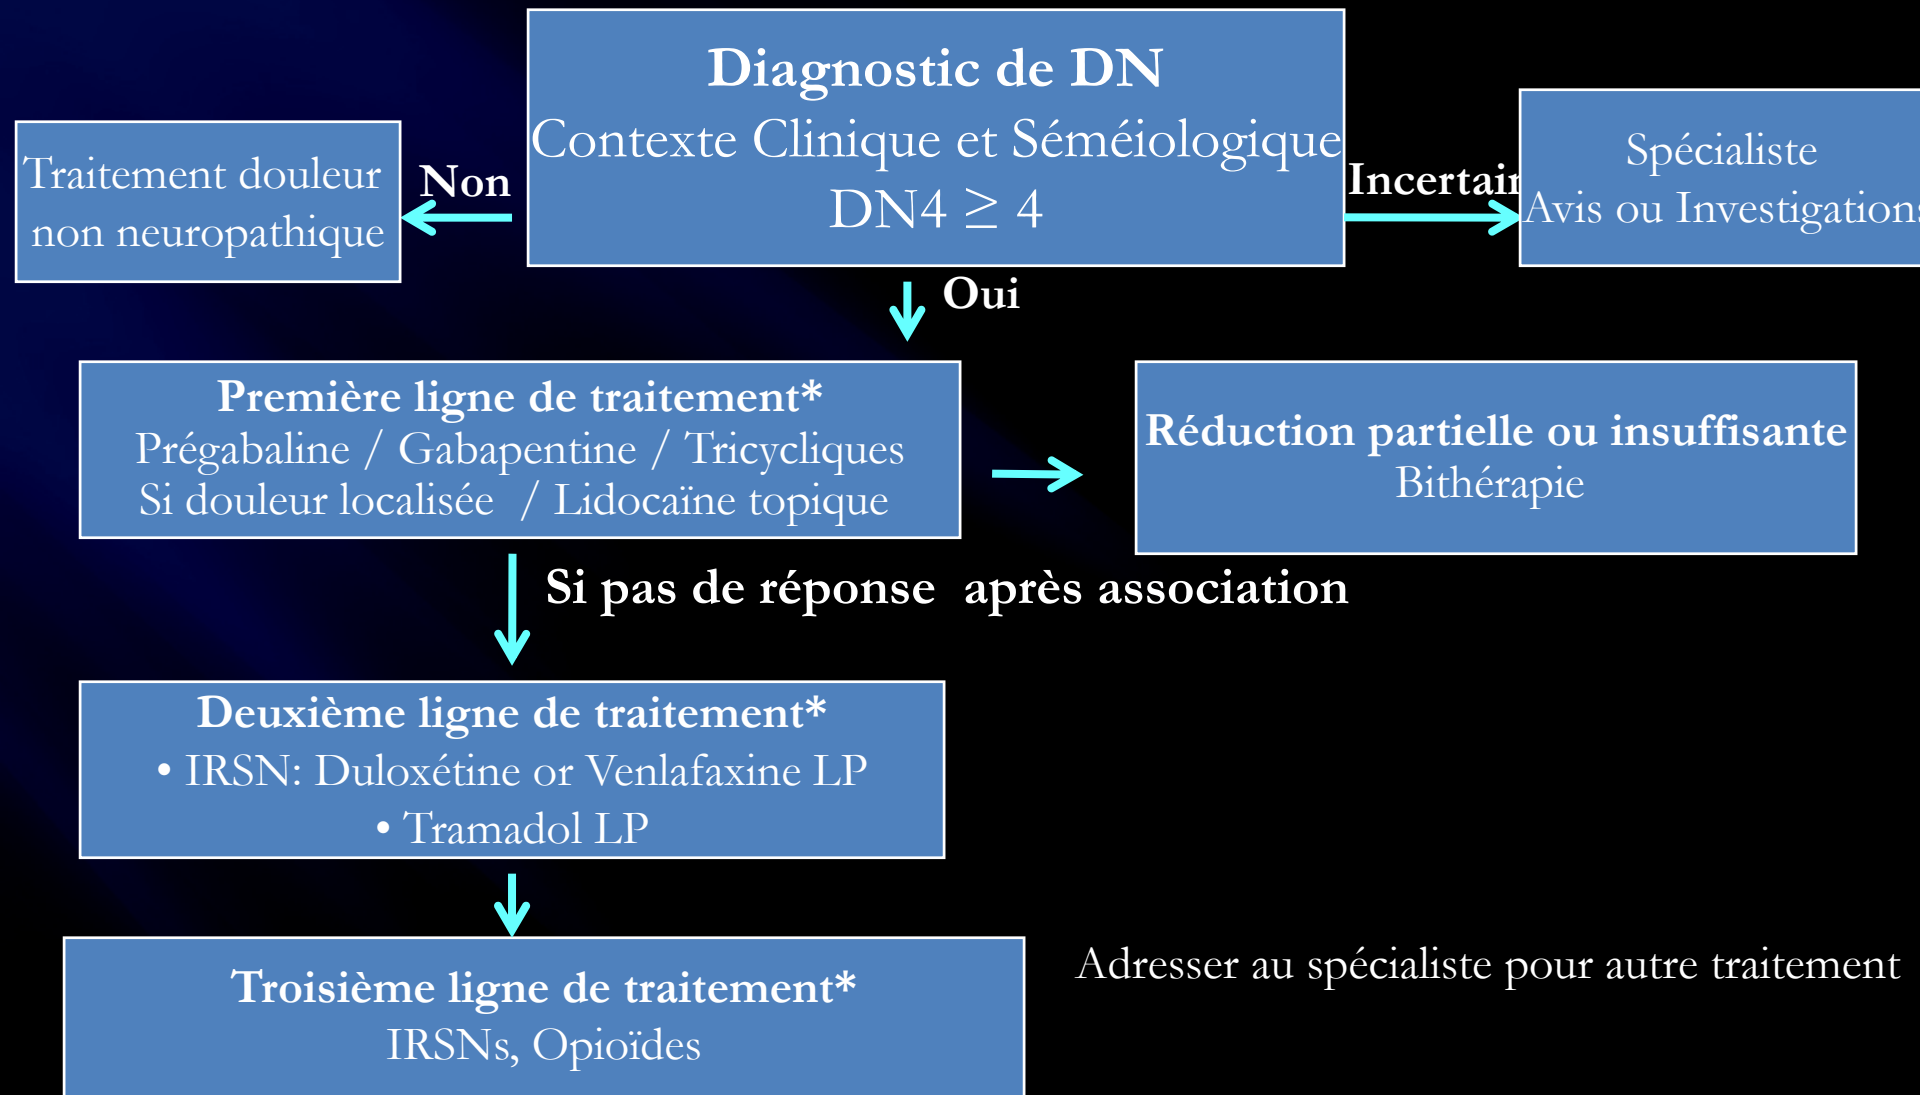 Diagnostic de DN
Contexte Clinique et Séméiologique
DN4 ≥ 4
Traitement douleur
non neuropathique
Non
Incertain
Spécialiste
Avis ou Investigations
Oui
Première ligne de traitement*
Prégabaline / Gabapentine / Tricycliques
Si douleur localisée / Lidocaïne topique
Réduction partielle ou insuffisante
Bithérapie
Si pas de réponse après association
Deuxième ligne de traitement*
• IRSN: Duloxétine or Venlafaxine LP
• Tramadol LP
Troisième ligne de traitement*
IRSNs, Opioïdes
Adresser au spécialiste pour autre traitement